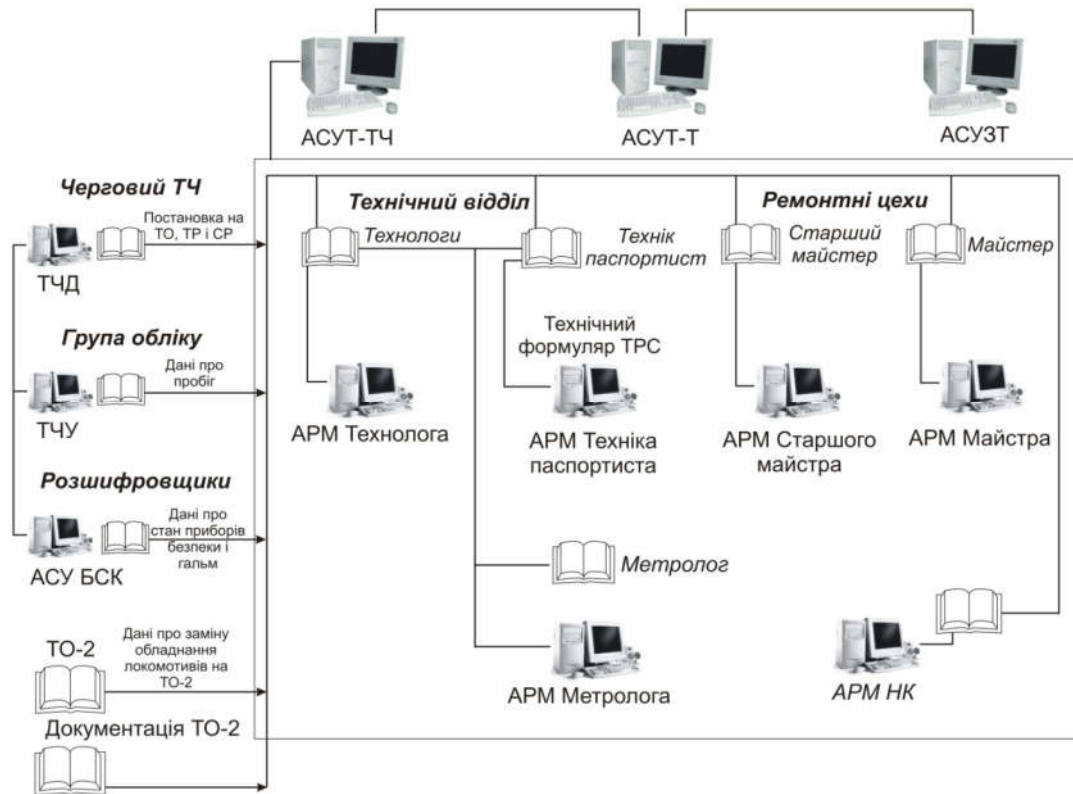 АСУТ-ТЧ
АСУТ-Т
АСУЗТ
Черговий ТЧ
Постановка на
ТО, ТР і СР
ТЧД
Група обліку
Дані про
пробіг
ТЧУ
Розшифровщики
Дані про
стан приборів
безпеки і
гальм
АСУ БСК
ТО-2
Дані про заміну
обладнання
локомотивів на
ТО-2
Документація ТО-2
Технічний відділ
Технологи
Технік
паспортист
Технічний
формуляр ТРС
АРМ Технолога
АРМ Техніка
паспортиста
Метролог
АРМ Метролога
Ремонтні цехи
Старший
майстер
Майстер
АРМ Старшого
майстра
АРМ Майстра
АРМ НК